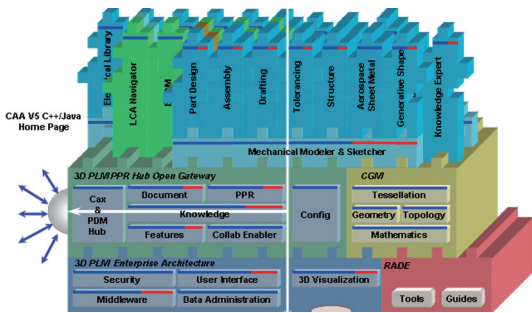 Electrical Library
LCA Navigator
Part Design
Assembly
Drafting
Tolerancing
Structure
Aerospace
Sheet Metal
Generative Shape
Knowledge Expert
CAA V5 C++/Java
Home Page
Mechanical Modeler & Sketcher
3D PLM PPR Hub Open Gateway
CGM
Cax
&
PDM
Hub
Document
PPR
Knowledge
Features
Collab Enabler
Config
Tessellation
Geometry
Topology
Mathematics
3D PLM Enterprise Architecture
RADE
Security
User Interface
3D Visualization
Middleware
Data Administration
Tools
Guides